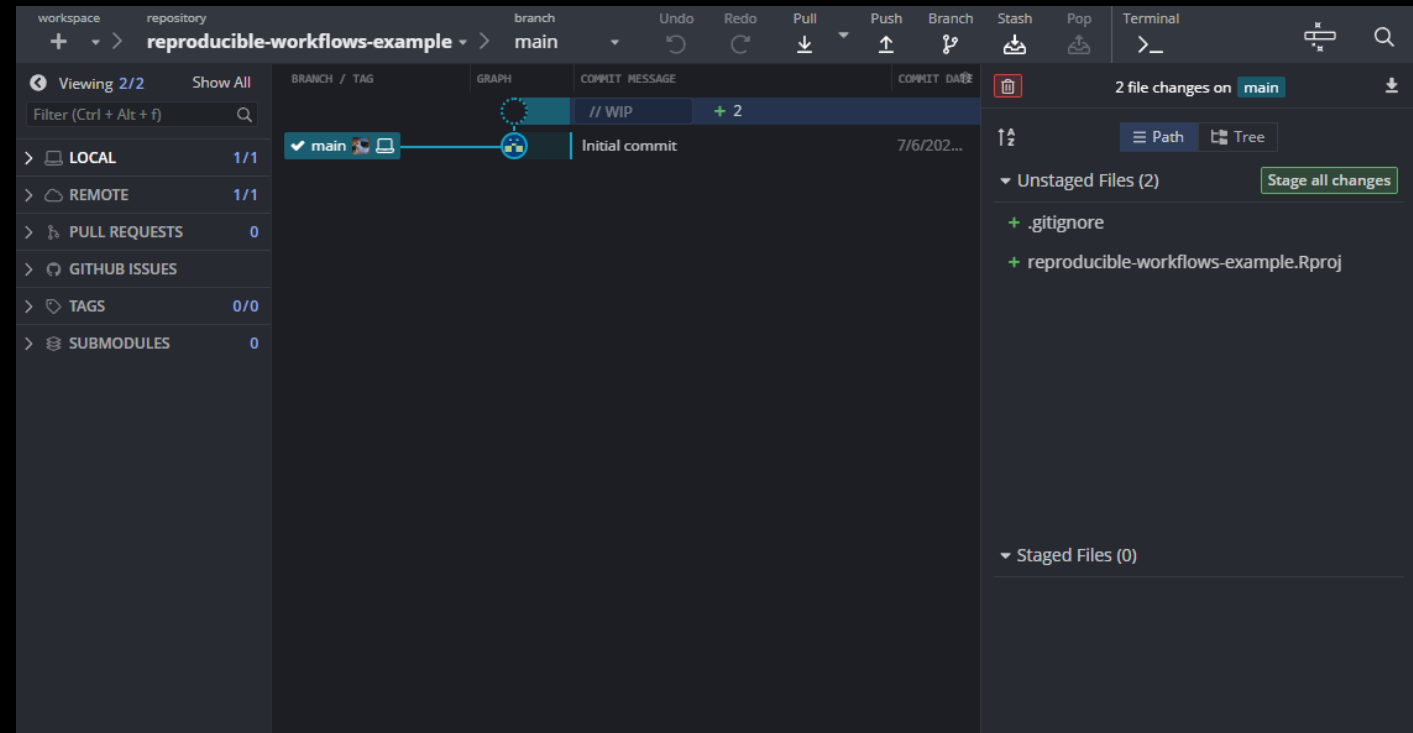 workspace repository branch Undo Redo Pull Push Branch Stash Pop Terminal
reproducible-workflows-example main
Viewing 2/2 Show All
Filter (Ctrl + Alt + f)
LOCAL 1/1
REMOTE 1/1
PULL REQUESTS 0
GITHUB ISSUES
TAGS 0/0
SUBMODULES 0
BRANCH / TAG GRAPH COMMIT MESSAGE COMMIT DATE
// WIP + 2
main Initial commit 7/6/202...
2 file changes on main
Path Tree
Unstaged Files (2) Stage all changes
+ .gitignore
+ reproducible-workflows-example.Rproj
Staged Files (0)